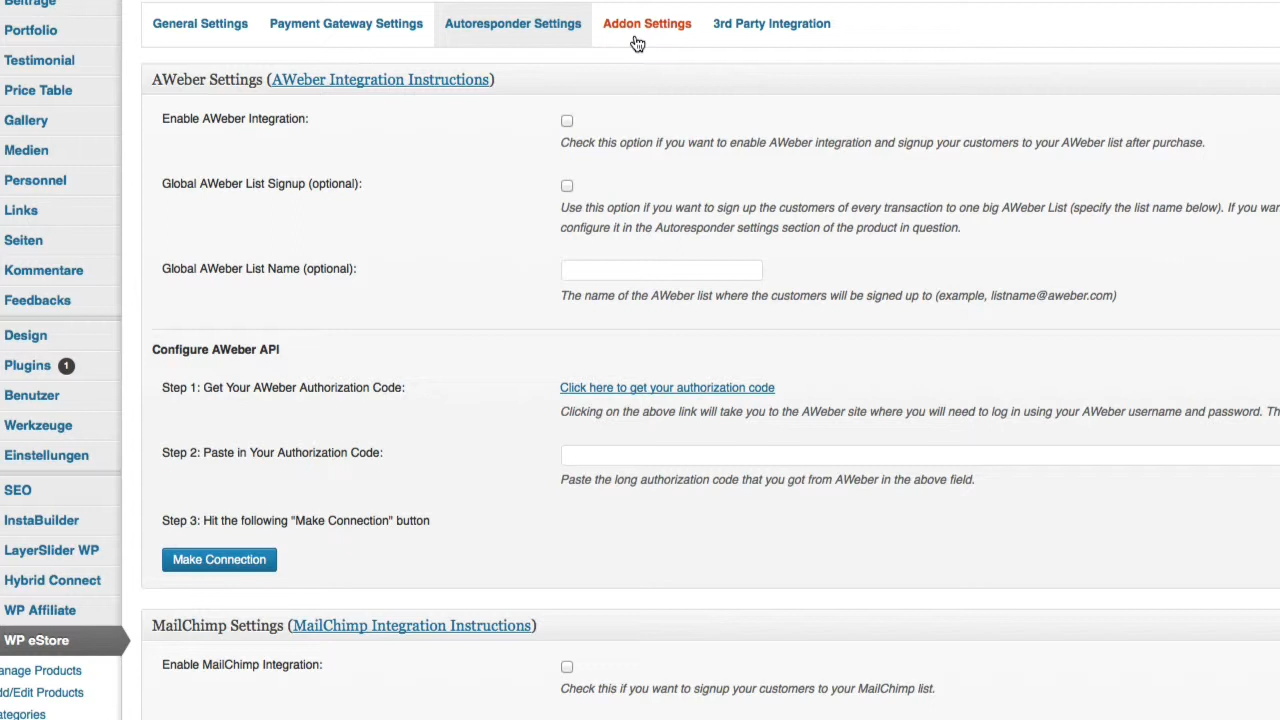 Beiträge
Portfolio
Testimonial
Price Table
Gallery
Medien
Personnel
Links
Seiten
Kommentare
Feedbacks
Design
Plugins 1
Benutzer
Werkzeuge
Einstellungen
SEO
InstaBuilder
LayerSlider WP
Hybrid Connect
WP Affiliate
WP eStore
anage Products
dd/Edit Products
ategories
General Settings Payment Gateway Settings Autoresponder Settings Addon Settings 3rd Party Integration
AWeber Settings (AWeber Integration Instructions)
Enable AWeber Integration:
Check this option if you want to enable AWeber integration and signup your customers to your AWeber list after purchase.
Global AWeber List Signup (optional):
Use this option if you want to sign up the customers of every transaction to one big AWeber List (specify the list name below). If you wan
configure it in the Autoresponder settings section of the product in question.
Global AWeber List Name (optional):
The name of the AWeber list where the customers will be signed up to (example, listname@aweber.com)
Configure AWeber API
Step 1: Get Your AWeber Authorization Code: Click here to get your authorization code
Clicking on the above link will take you to the AWeber site where you will need to log in using your AWeber username and password. Th
Step 2: Paste in Your Authorization Code:
Paste the long authorization code that you got from AWeber in the above field.
Step 3: Hit the following "Make Connection" button
Make Connection
MailChimp Settings (MailChimp Integration Instructions)
Enable MailChimp Integration:
Check this if you want to signup your customers to your MailChimp list.